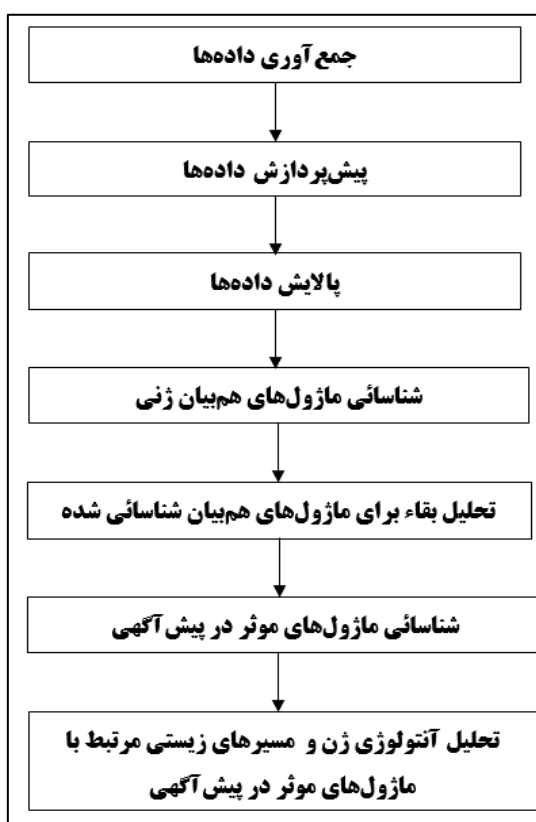 جمع‌آوری داده‌ها
پیش‌پردازش داده‌ها
پالایش داده‌ها
شناسائی ماژول‌های هم‌بیان ژنی
تحلیل بقاء برای ماژول‌های هم‌بیان شناسائی شده
شناسائی ماژول‌های موثر در پیش‌آگهی
تحلیل آنتولوژی ژن و مسیرهای زیستی مرتبط با
ماژول‌های موثر در پیش‌آگهی